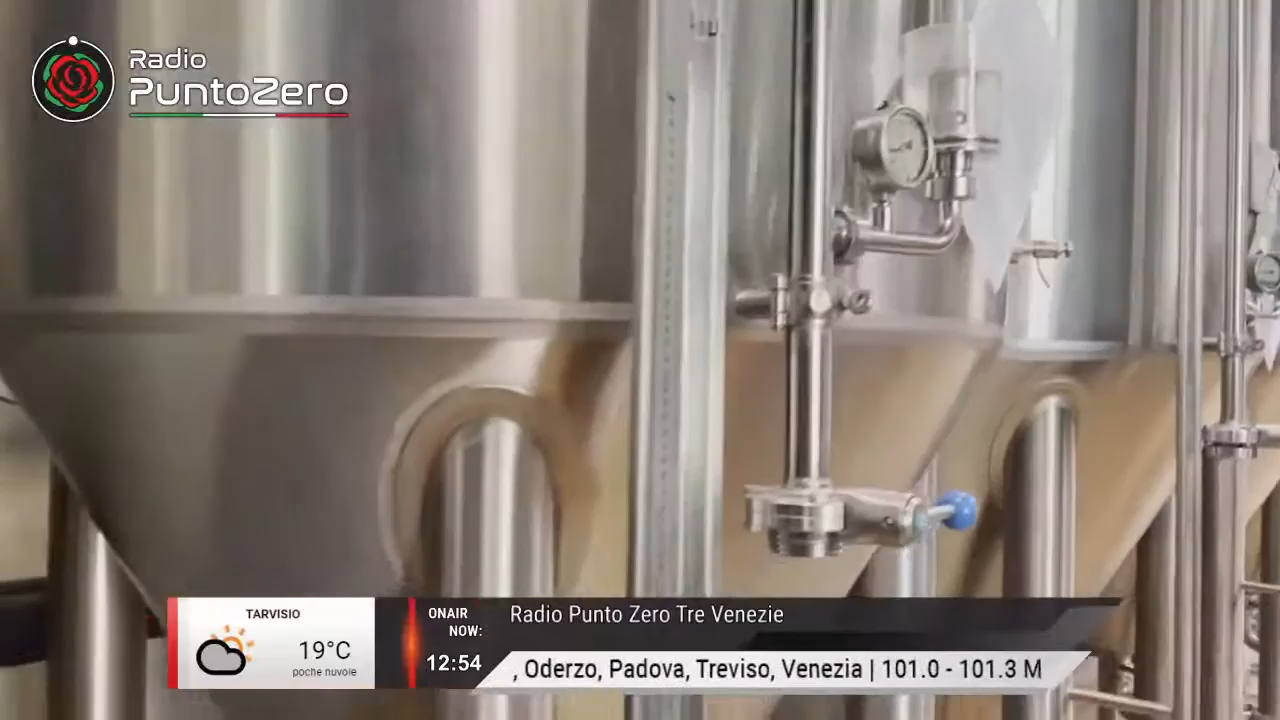 Radio
PuntoZero
TARVISIO
19°C
poche nuvole
ONAIR
NOW:
12:54
Radio Punto Zero Tre Venezie
, Oderzo, Padova, Treviso, Venezia | 101.0 - 101.3 M